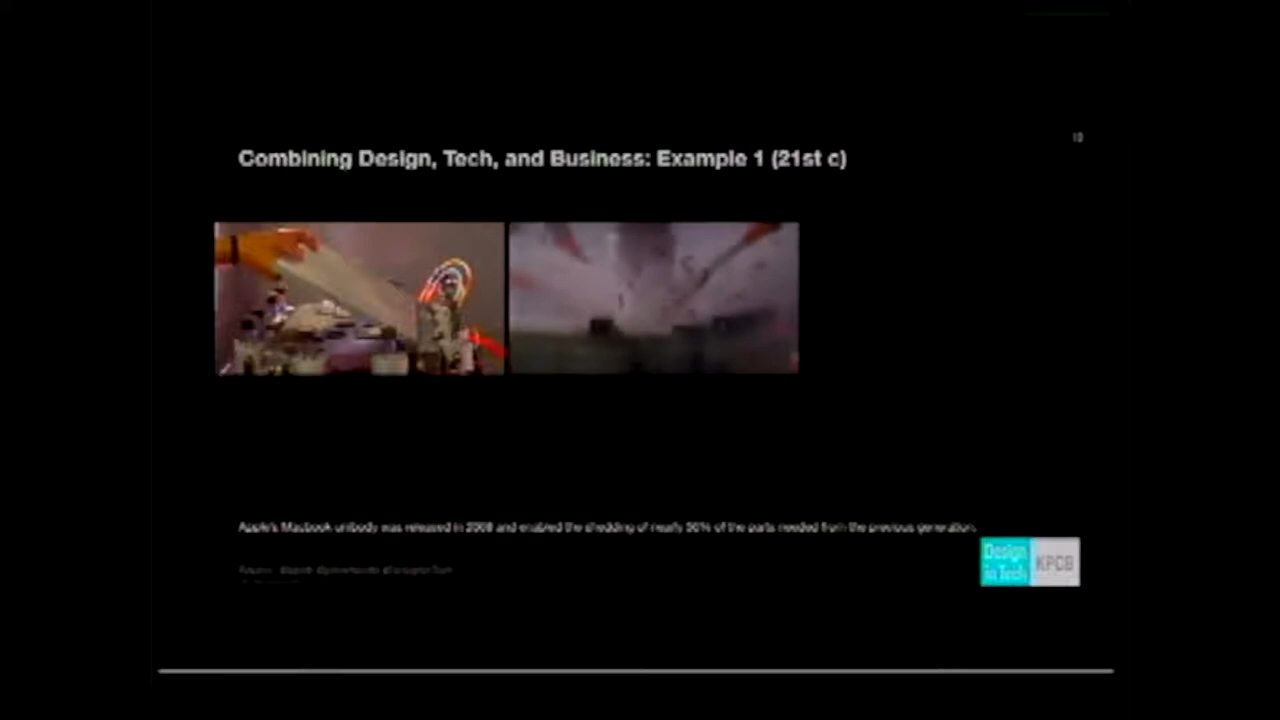 10
Combining Design, Tech, and Business: Example 1 (21st c)
Apple's Macbook unibody was released in 2008 and enabled the shedding of nearly 50% of the parts needed from the previous generation.
Design
in Tech
KPCB